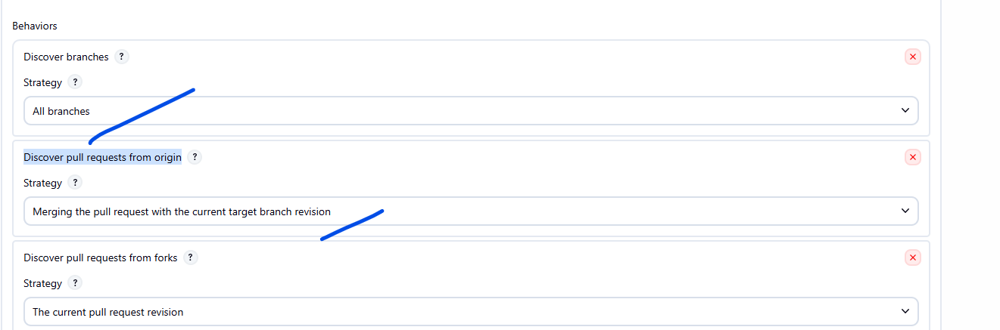 Behaviors
Discover branches ?
Strategy ?
All branches
Discover pull requests from origin ?
Strategy ?
Merging the pull request with the current target branch revision
Discover pull requests from forks ?
Strategy ?
The current pull request revision